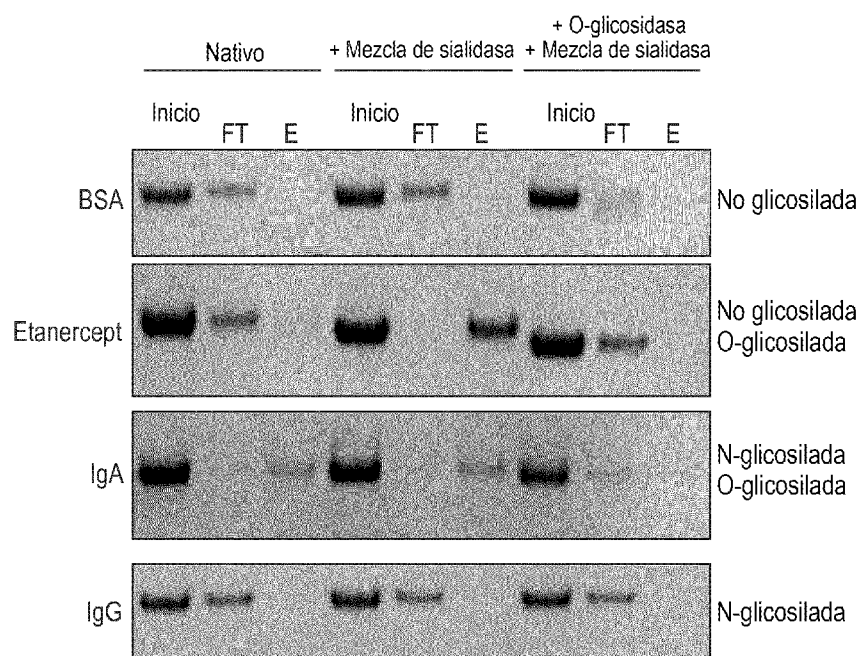 + O-glicosidasa
Nativo + Mezcla de sialidasa + Mezcla de sialidasa
Inicio FT E Inicio FT E Inicio FT E
BSA No glicosilada
Etanercept No glicosilada
O-glicosilada
IgA N-glicosilada
O-glicosilada
IgG N-glicosilada